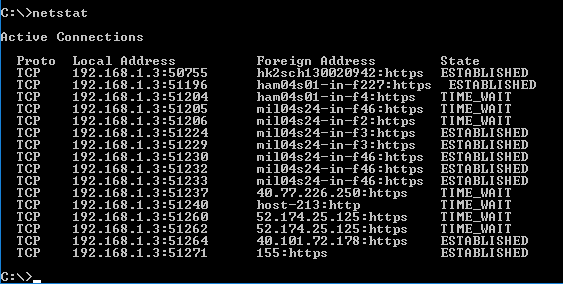 C:\>netstat
Active Connections
Proto Local Address Foreign Address State
TCP 192.168.1.3:50755 hk2sch130020942:https ESTABLISHED
TCP 192.168.1.3:51196 ham04s01-in-f227:https ESTABLISHED
TCP 192.168.1.3:51204 ham04s01-in-f4:https TIME_WAIT
TCP 192.168.1.3:51205 mil04s24-in-f46:https TIME_WAIT
TCP 192.168.1.3:51206 mil04s24-in-f2:https TIME_WAIT
TCP 192.168.1.3:51224 mil04s24-in-f3:https ESTABLISHED
TCP 192.168.1.3:51229 mil04s24-in-f3:https ESTABLISHED
TCP 192.168.1.3:51230 mil04s24-in-f46:https ESTABLISHED
TCP 192.168.1.3:51232 mil04s24-in-f46:https ESTABLISHED
TCP 192.168.1.3:51233 mil04s24-in-f46:https ESTABLISHED
TCP 192.168.1.3:51237 40.77.226.250:https TIME_WAIT
TCP 192.168.1.3:51240 host-213:http TIME_WAIT
TCP 192.168.1.3:51260 52.174.25.125:https TIME_WAIT
TCP 192.168.1.3:51262 52.174.25.125:https TIME_WAIT
TCP 192.168.1.3:51264 40.101.72.178:https ESTABLISHED
TCP 192.168.1.3:51271 155:https ESTABLISHED
C:\>